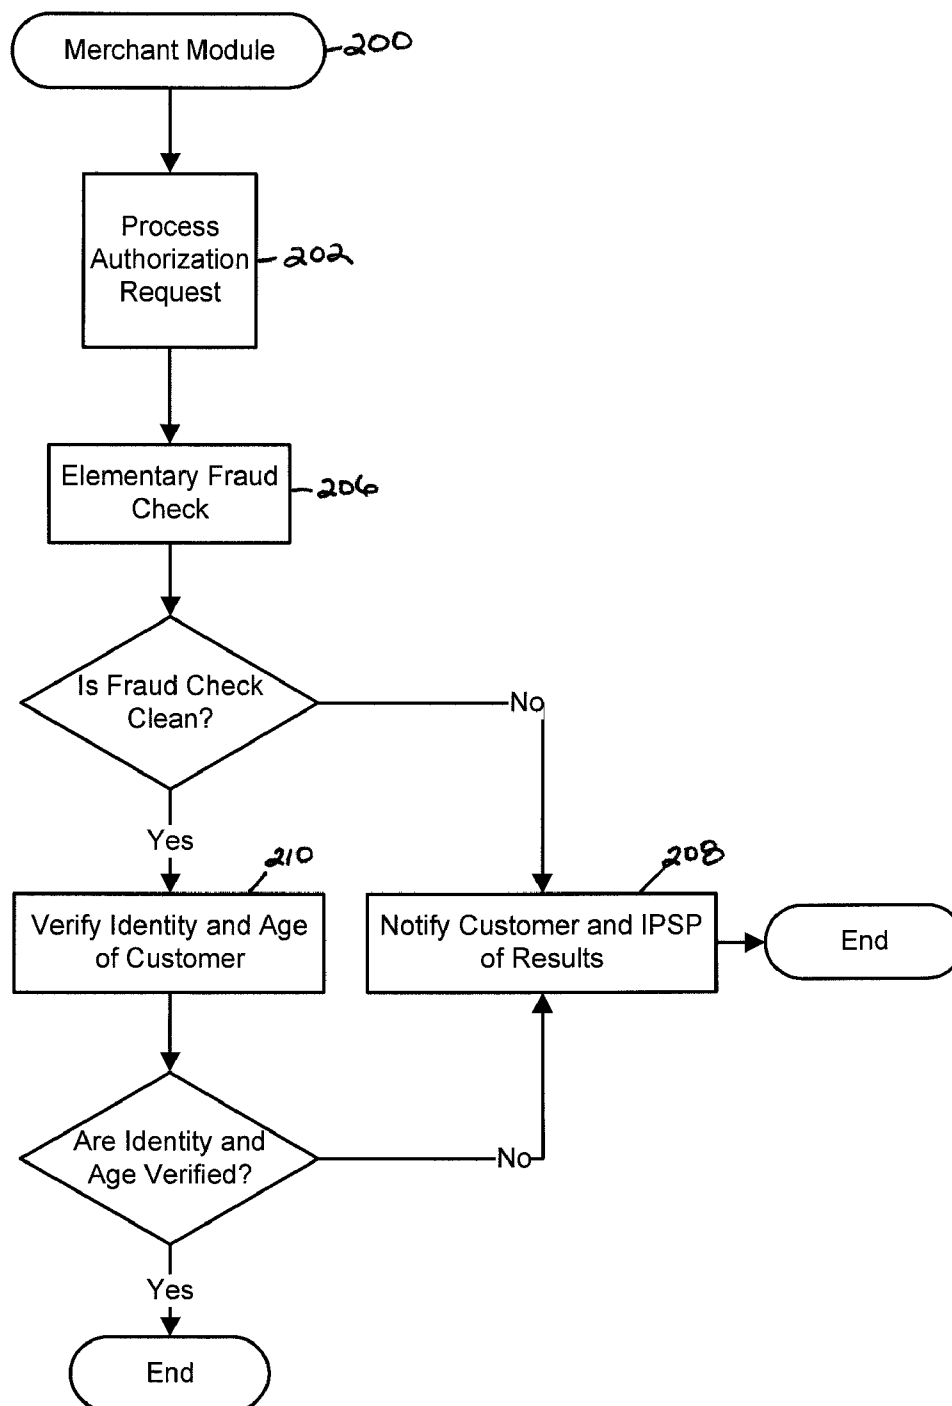 Merchant Module
200
Process
Authorization
Request
202
Elementary Fraud
Check
206
Is Fraud Check
Clean?
No
Yes
210
208
Verify Identity and Age
of Customer
Notify Customer and IPSP
of Results
End
Are Identity and
Age Verified?
No
Yes
End